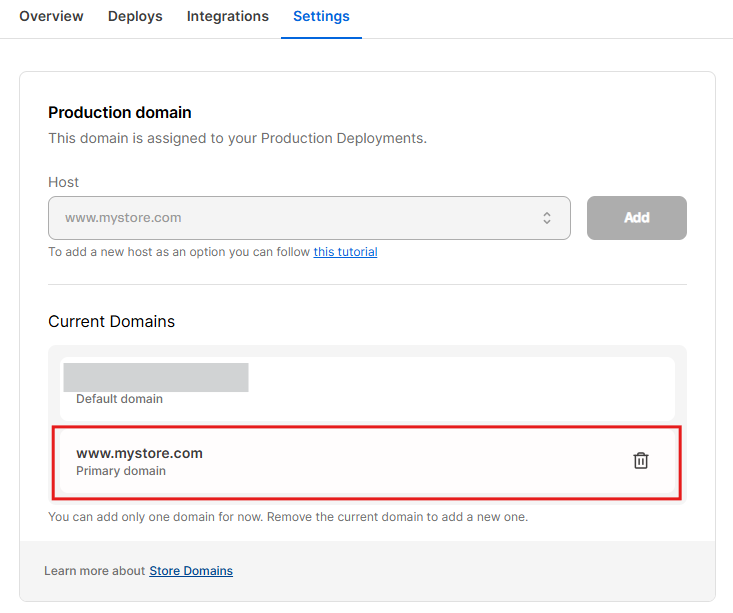 Overview Deploys Integrations Settings
Production domain
This domain is assigned to your Production Deployments.
Host
www.mystore.com
Add
To add a new host as an option you can follow this tutorial
Current Domains
Default domain
www.mystore.com
Primary domain
You can add only one domain for now. Remove the current domain to add a new one.
Learn more about Store Domains